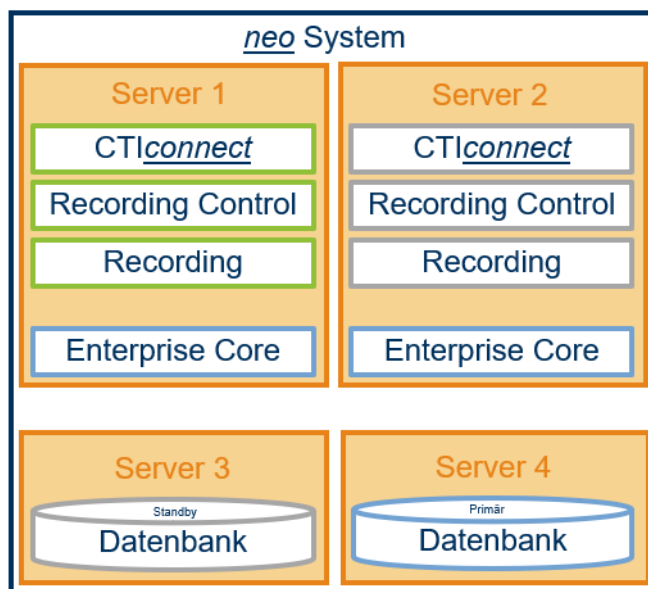 neo System
Server 1
CTIconnect
Recording Control
Recording
Enterprise Core
Server 2
CTIconnect
Recording Control
Recording
Enterprise Core
Server 3
Standby
Datenbank
Server 4
Primär
Datenbank